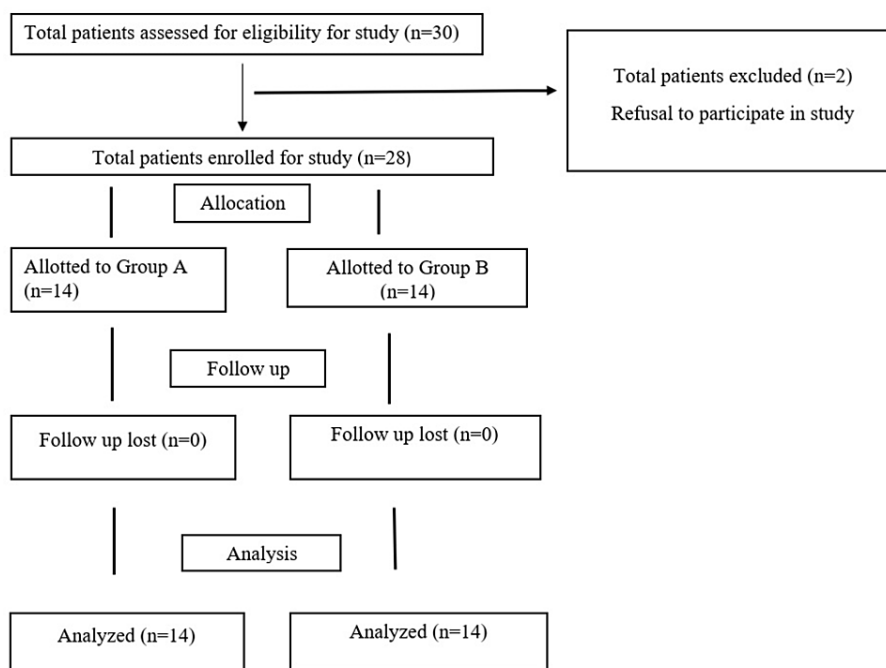 Total patients assessed for eligibility for study (n=30)
Total patients excluded (n=2)
Refusal to participate in study
Total patients enrolled for study (n=28)
Allocation
Allotted to Group A
(n=14)
Allotted to Group B
(n=14)
Follow up
Follow up lost (n=0)
Follow up lost (n=0)
Analysis
Analyzed (n=14)
Analyzed (n=14)